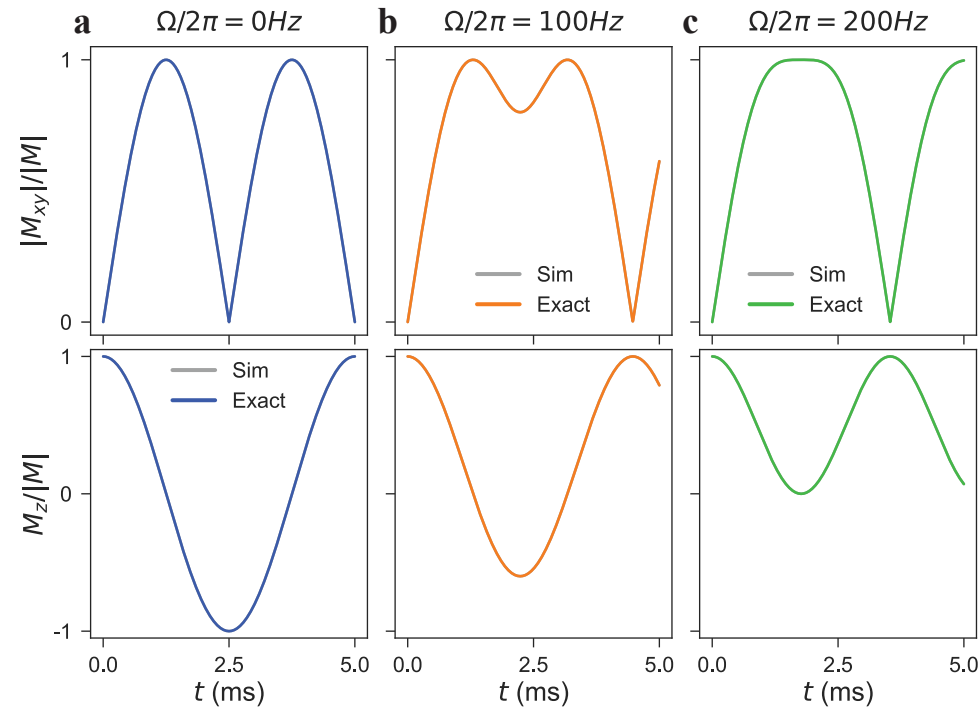 a Ω/2π = 0Hz b Ω/2π = 100Hz c Ω/2π = 200Hz
1
|M_{xy}|/|M|
0
Sim
Exact
Sim
Exact
1
Sim
Exact
M_z/|M|
0
-1
0.0 2.5 5.0 0.0 2.5 5.0 0.0 2.5 5.0
t (ms) t (ms) t (ms)